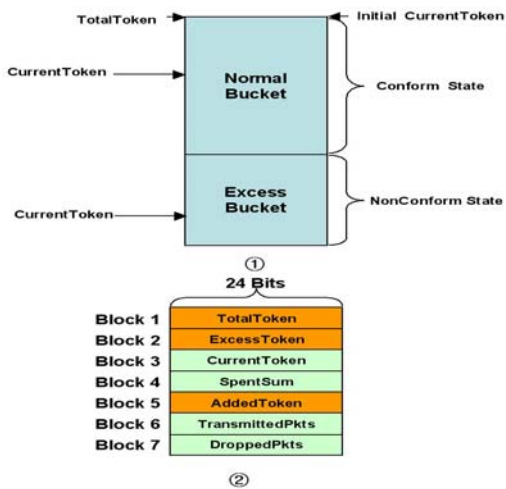 TotalToken
Initial CurrentToken
CurrentToken
Normal
Bucket
Conform State
Excess
Bucket
NonConform State
CurrentToken
①
24 Bits
Block 1 TotalToken
Block 2 ExcessToken
Block 3 CurrentToken
Block 4 SpentSum
Block 5 AddedToken
Block 6 TransmittedPkts
Block 7 DroppedPkts
②